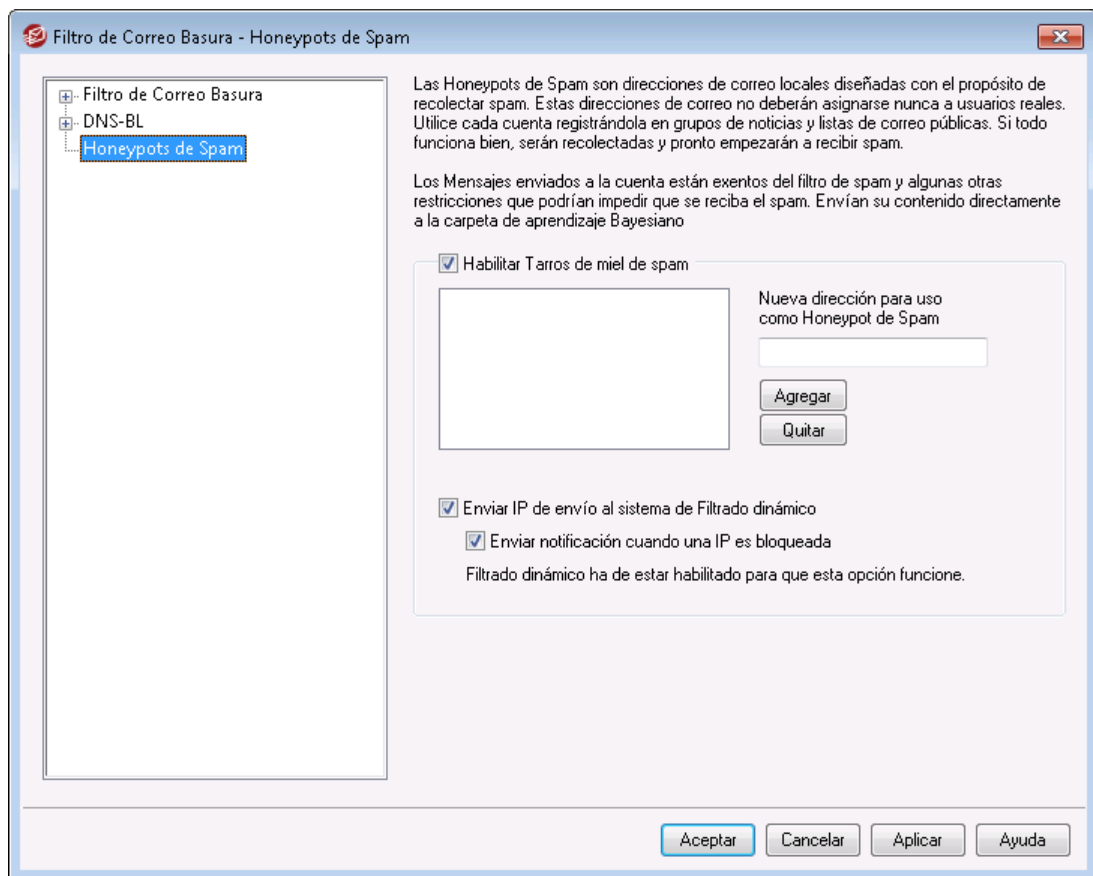 Filtro de Correo Basura - Honeypots de Spam
Filtro de Correo Basura
DNS-BL
Honeypots de Spam
Las Honeypots de Spam son direcciones de correo locales diseñadas con el propósito de
recolectar spam. Estas direcciones de correo no deberán asignarse nunca a usuarios reales.
Utilice cada cuenta registrándola en grupos de noticias y listas de correo públicas. Si todo
funciona bien, serán recolectadas y pronto empezarán a recibir spam.
Los Mensajes enviados a la cuenta están exentos del filtro de spam y algunas otras
restricciones que podrían impedir que se reciba el spam. Envían su contenido directamente
a la carpeta de aprendizaje Bayesiano
Habilitar Tarros de miel de spam
Nueva dirección para uso
como Honeypot de Spam
Agregar
Quitar
Enviar IP de envío al sistema de Filtrado dinámico
Enviar notificación cuando una IP es bloqueada
Filtrado dinámico ha de estar habilitado para que esta opción funcione.
Aceptar
Cancelar
Aplicar
Ayuda